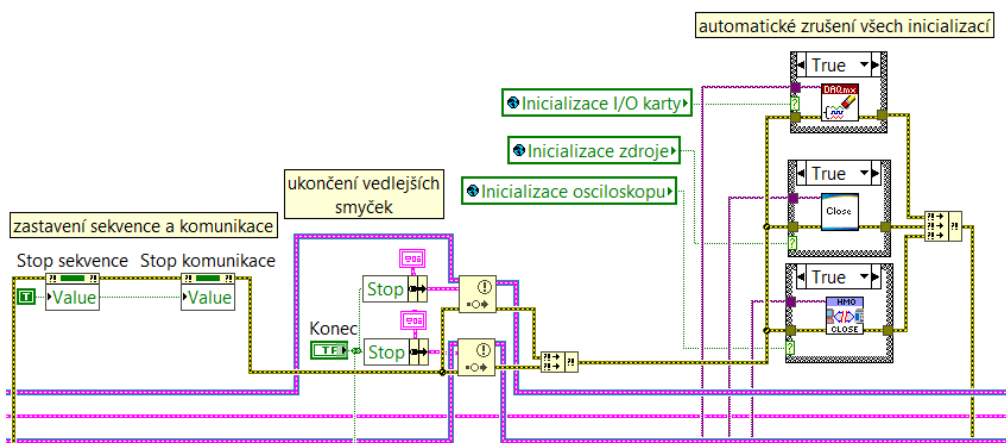 automatické zrušení všech inicializací
True
DAQmx
Inicializace I/O karty
Inicializace zdroje
Inicializace osciloskopu
True
Close
True
HMO
CLOSE
ukončení vedlejších
smyček
zastavení sekvence a komunikace
Stop sekvence
Stop komunikace
T
Value
Value
Stop
Konec
TF
Stop